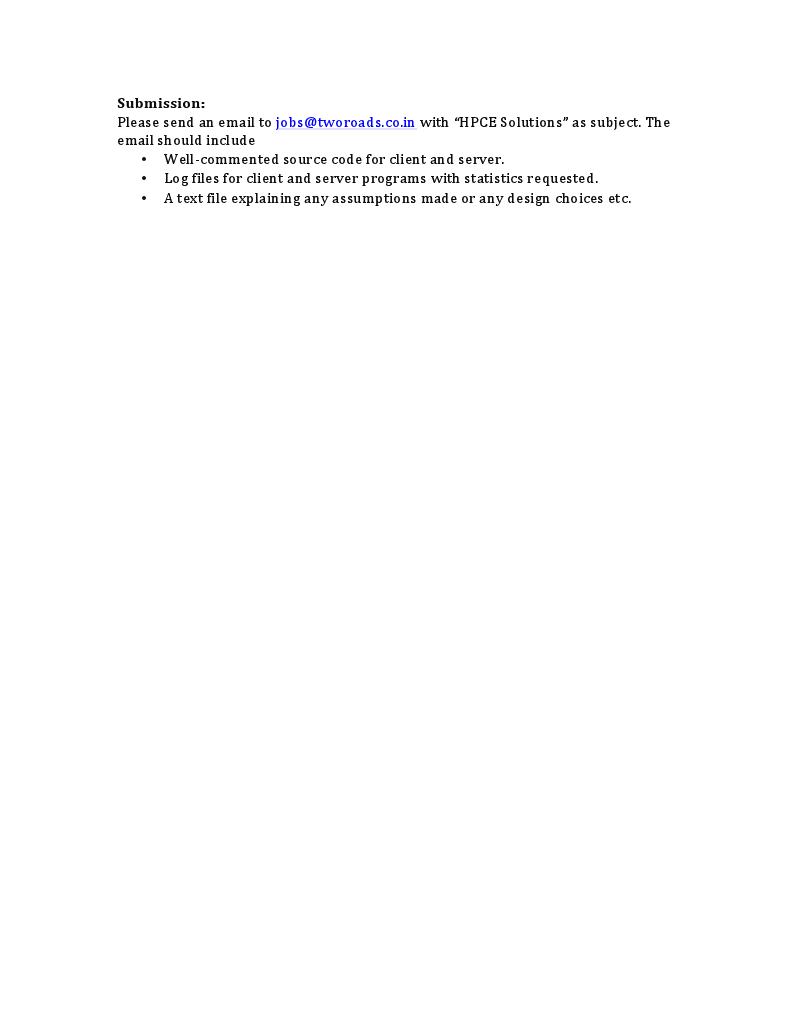 Submission:
Please send an email to jobs@tworoads.co.in with “HPCE Solutions” as subject. The
email should include
• Well-commented source code for client and server.
• Log files for client and server programs with statistics requested.
• A text file explaining any assumptions made or any design choices etc.